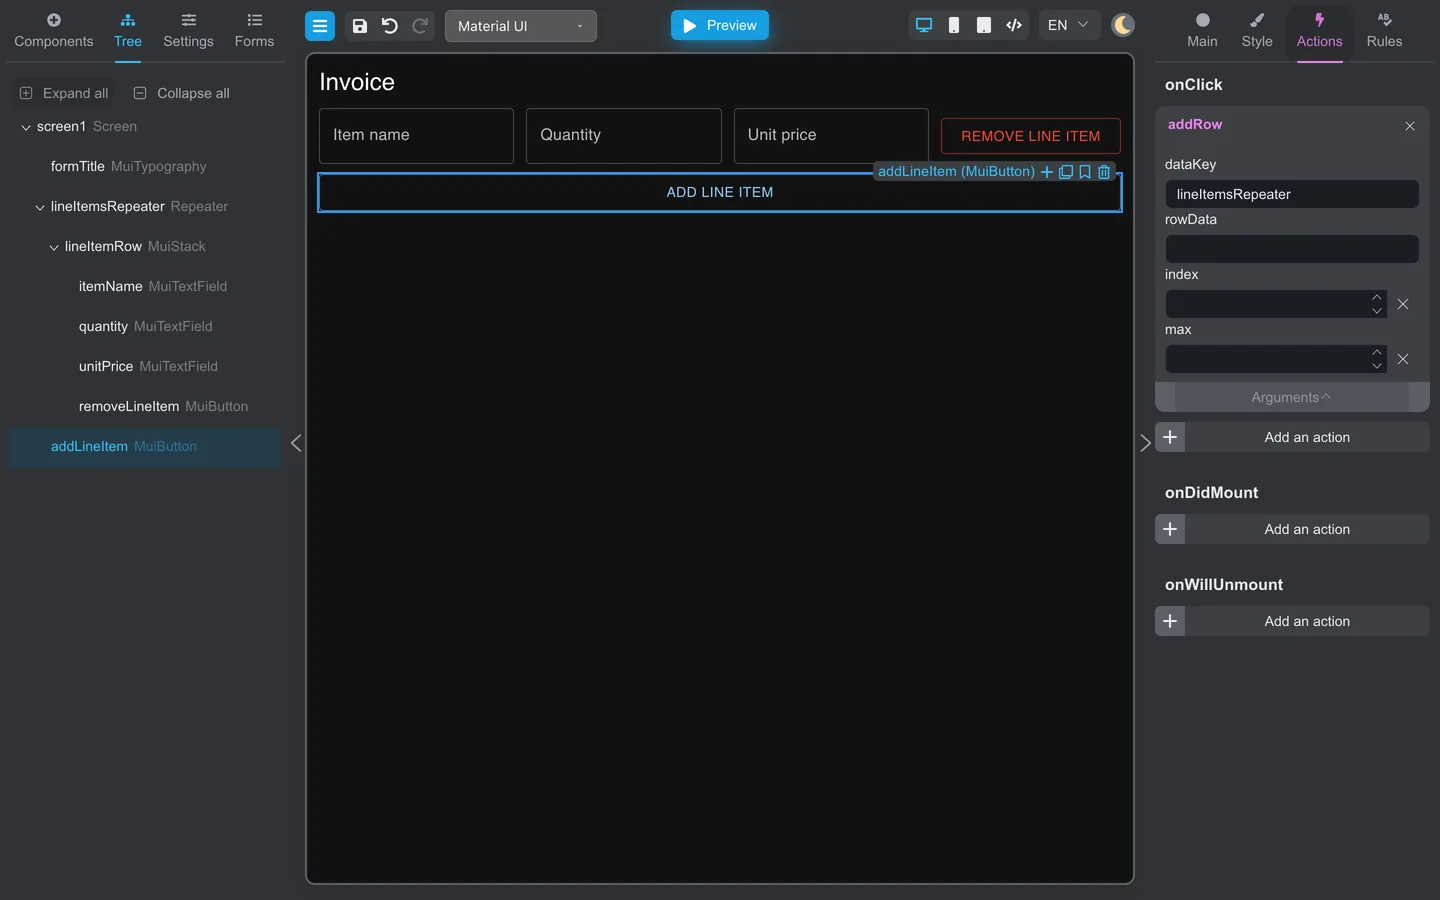 Components
Tree
Settings
Forms
Material UI
Preview
EN
Main
Style
Actions
AB
Rules
Expand all
Collapse all
screen1 Screen
formTitle MuiTypography
lineItemsRepeater Repeater
lineItemRow MuiStack
itemName MuiTextField
quantity MuiTextField
unitPrice MuiTextField
removeLineItem MuiButton
addLineItem MuiButton
Invoice
Item name
Quantity
Unit price
REMOVE LINE ITEM
addLineItem (MuiButton)
ADD LINE ITEM
onClick
addRow
dataKey
lineItemsRepeater
rowData
index
max
Arguments
Add an action
onDidMount
Add an action
onWillUnmount
Add an action